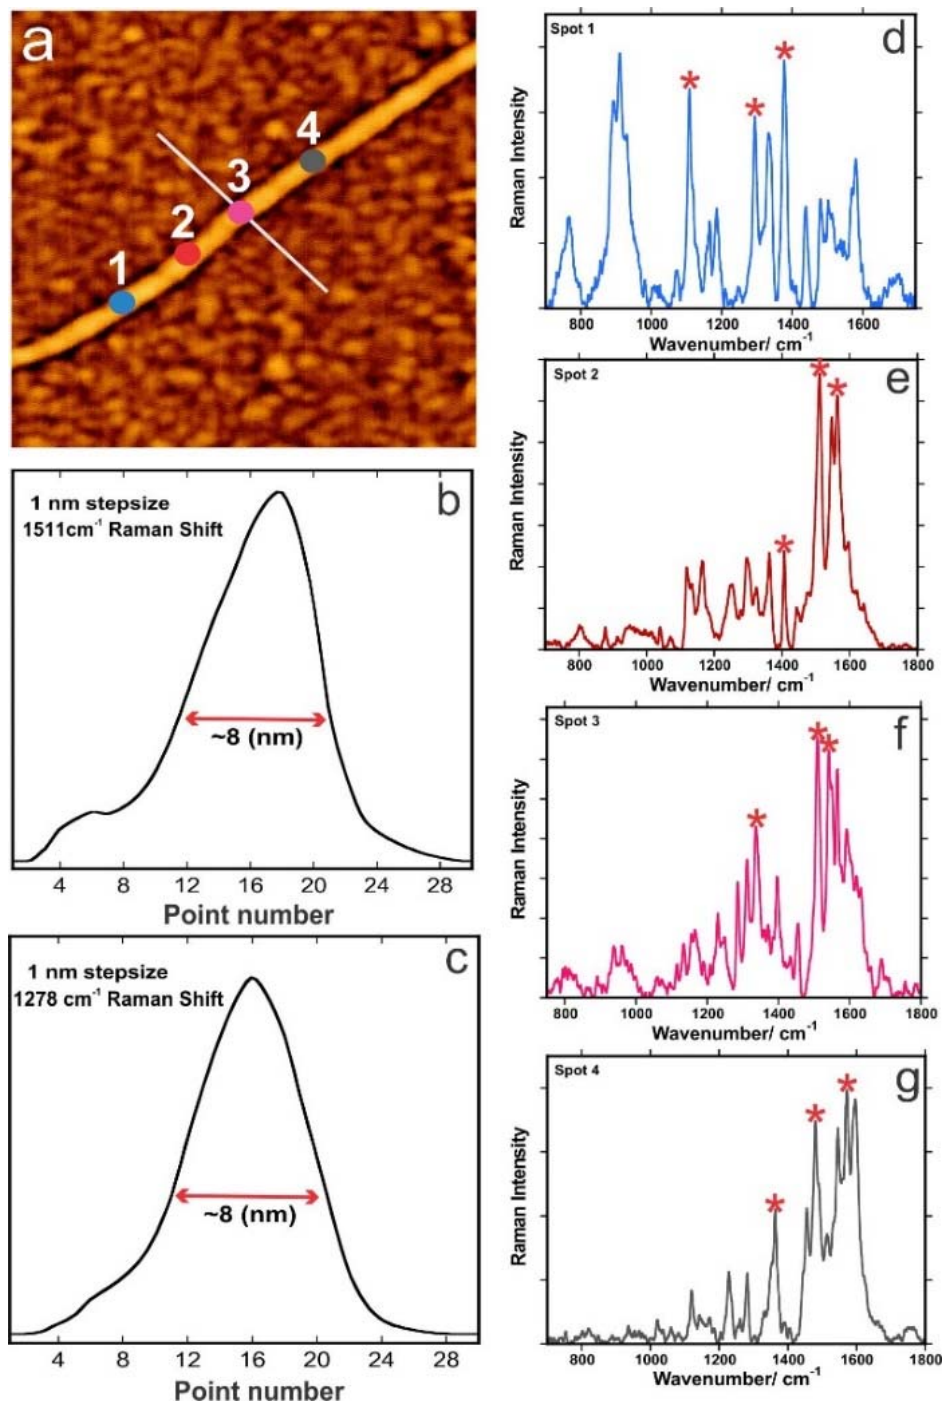 a
1
2
3
4
b
1 nm stepsize
1511cm⁻¹ Raman Shift
~8 (nm)
4 8 12 16 20 24 28
Point number
c
1 nm stepsize
1278 cm⁻¹ Raman Shift
~8 (nm)
4 8 12 16 20 24 28
Point number
Spot 1
d
*
*
*
Raman Intensity
800 1000 1200 1400 1600
Wavenumber/ cm⁻¹
Spot 2
e
*
*
*
Raman Intensity
800 1000 1200 1400 1600 1800
Wavenumber/ cm⁻¹
Spot 3
f
*
*
*
Raman Intensity
800 1000 1200 1400 1600 1800
Wavenumber/ cm⁻¹
Spot 4
g
*
*
*
Raman Intensity
800 1000 1200 1400 1600 1800
Wavenumber/ cm⁻¹